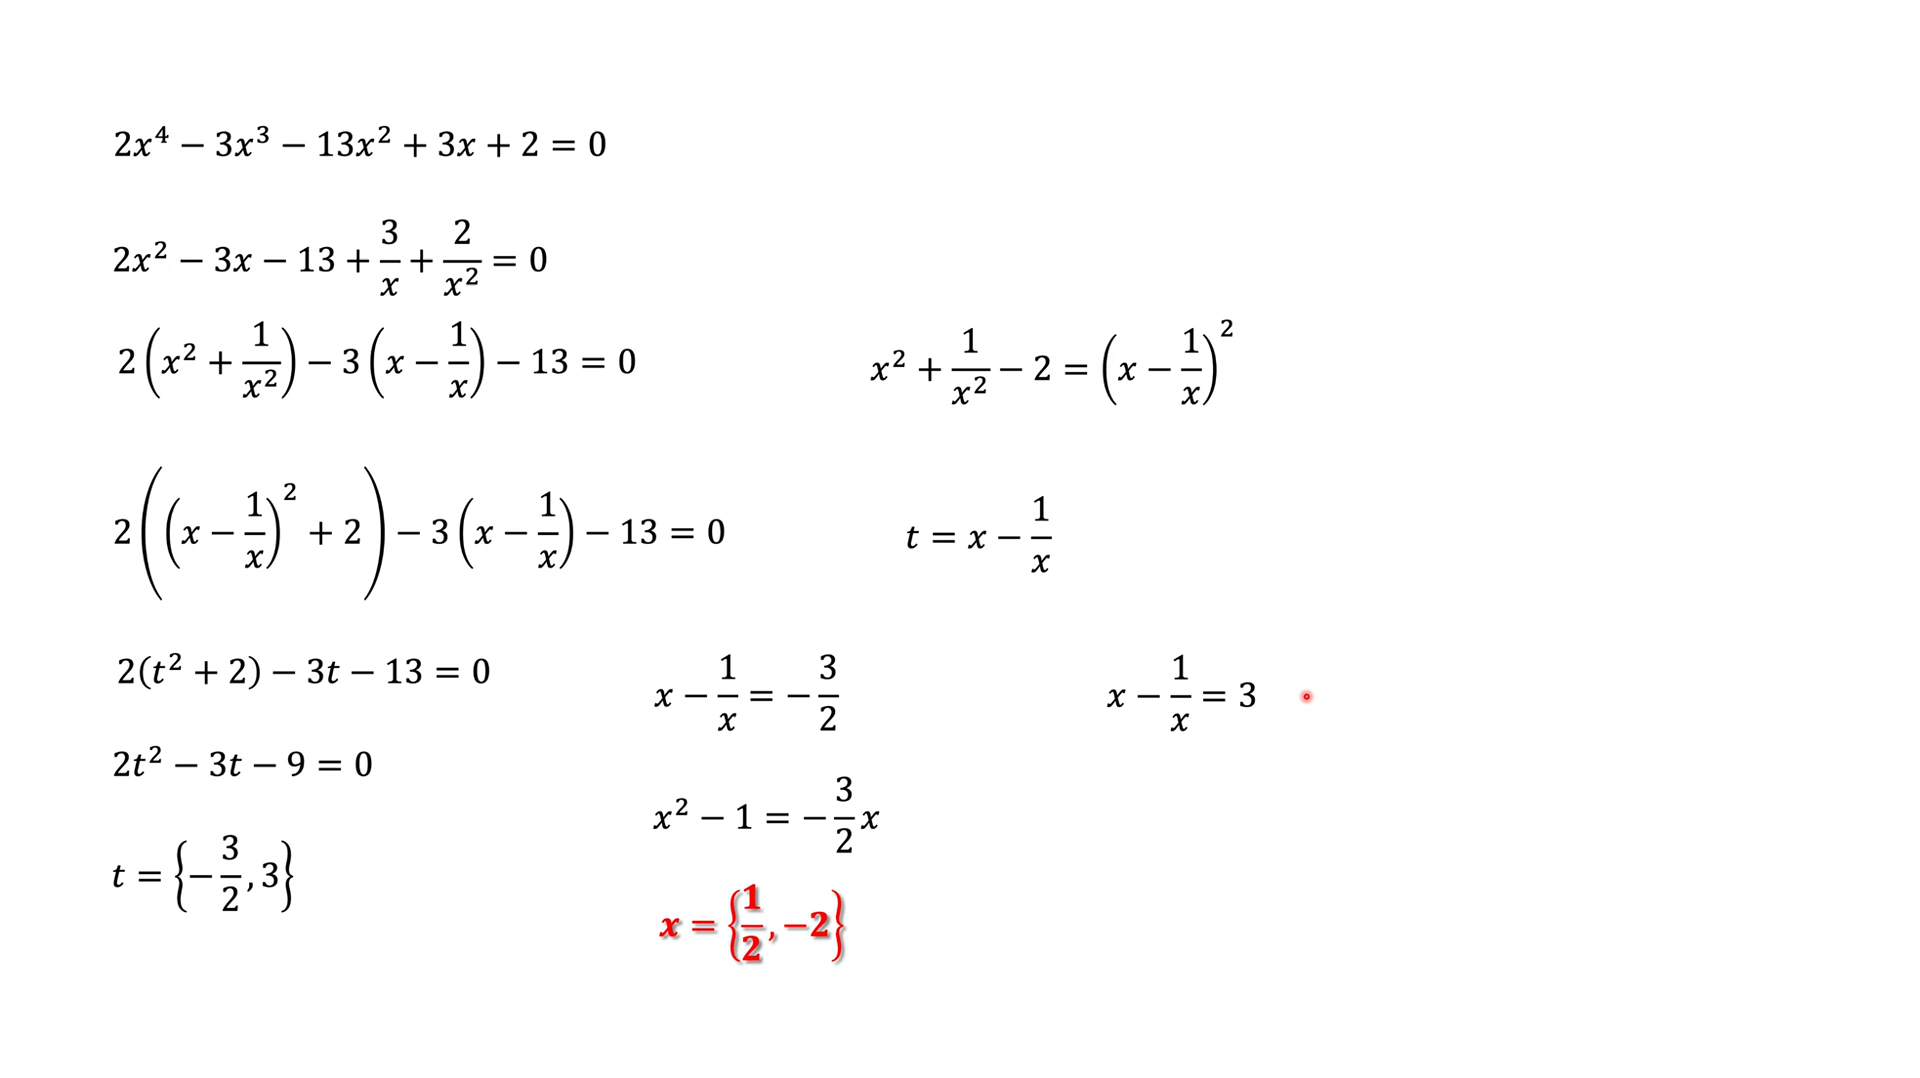 2x⁴ − 3x³ − 13x² + 3x + 2 = 0
2x² − 3x − 13 + 3/x + 2/x² = 0
2(x² + 1/x²) − 3(x − 1/x) − 13 = 0
x² + 1/x² − 2 = (x − 1/x)²
2((x − 1/x)² + 2) − 3(x − 1/x) − 13 = 0
t = x − 1/x
2(t² + 2) − 3t − 13 = 0
2t² − 3t − 9 = 0
t = {−3/2, 3}
x − 1/x = −3/2
x² − 1 = −3/2 x
x = {1/2, −2}
x − 1/x = 3